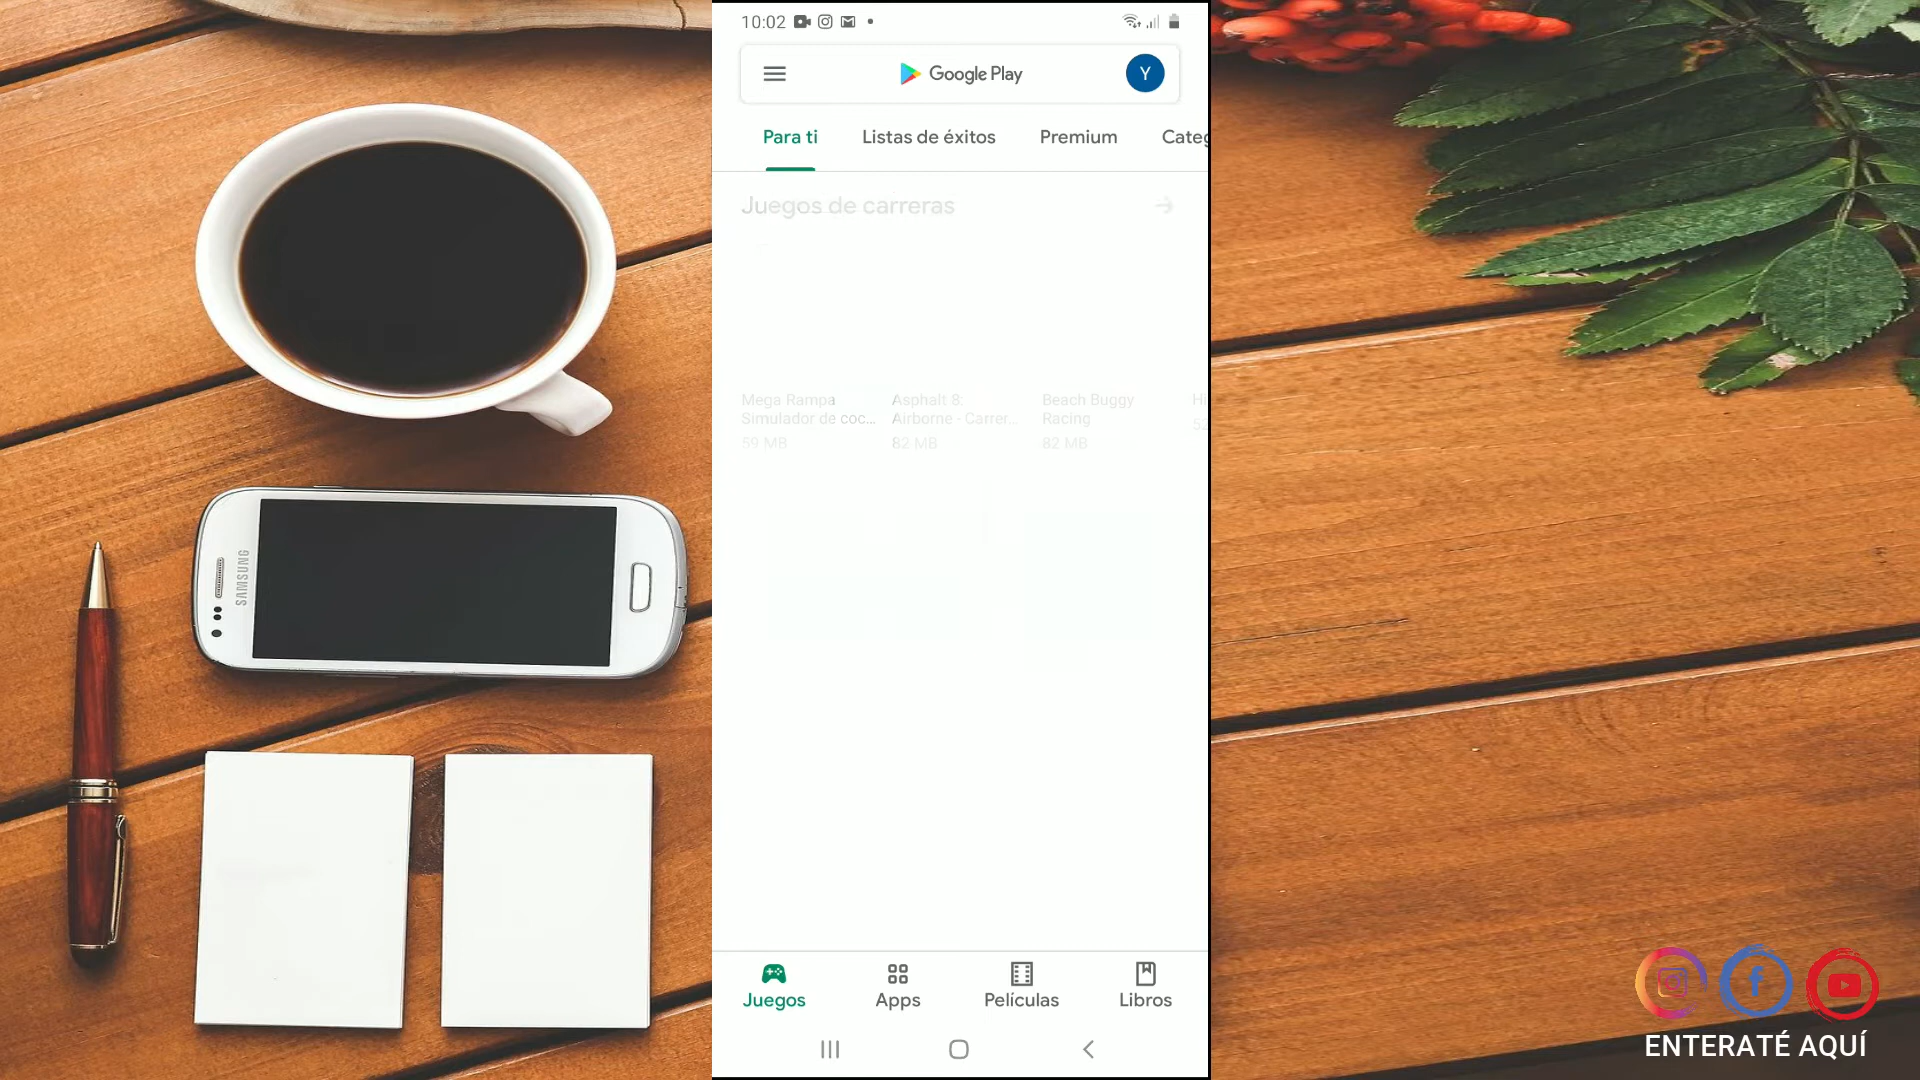 10:02
Google Play
Y
Para ti
Listas de éxitos
Premium
Categ
Juegos de carreras
Mega Rampa
Simulador de coc...
59 MB
Asphalt 8:
Airborne - Carrer...
82 MB
Beach Buggy
Racing
82 MB
SAMSUNG
Juegos
Apps
Películas
Libros
ENTERATÉ AQUÍ